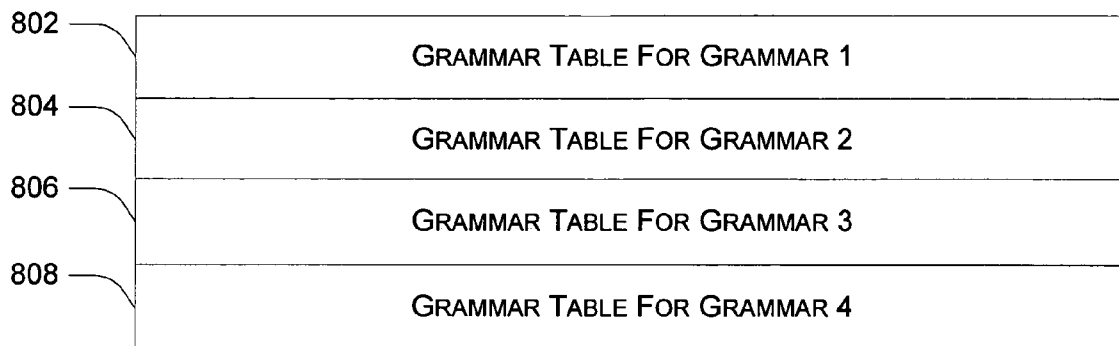 802 GRAMMAR TABLE FOR GRAMMAR 1
804 GRAMMAR TABLE FOR GRAMMAR 2
806 GRAMMAR TABLE FOR GRAMMAR 3
808 GRAMMAR TABLE FOR GRAMMAR 4